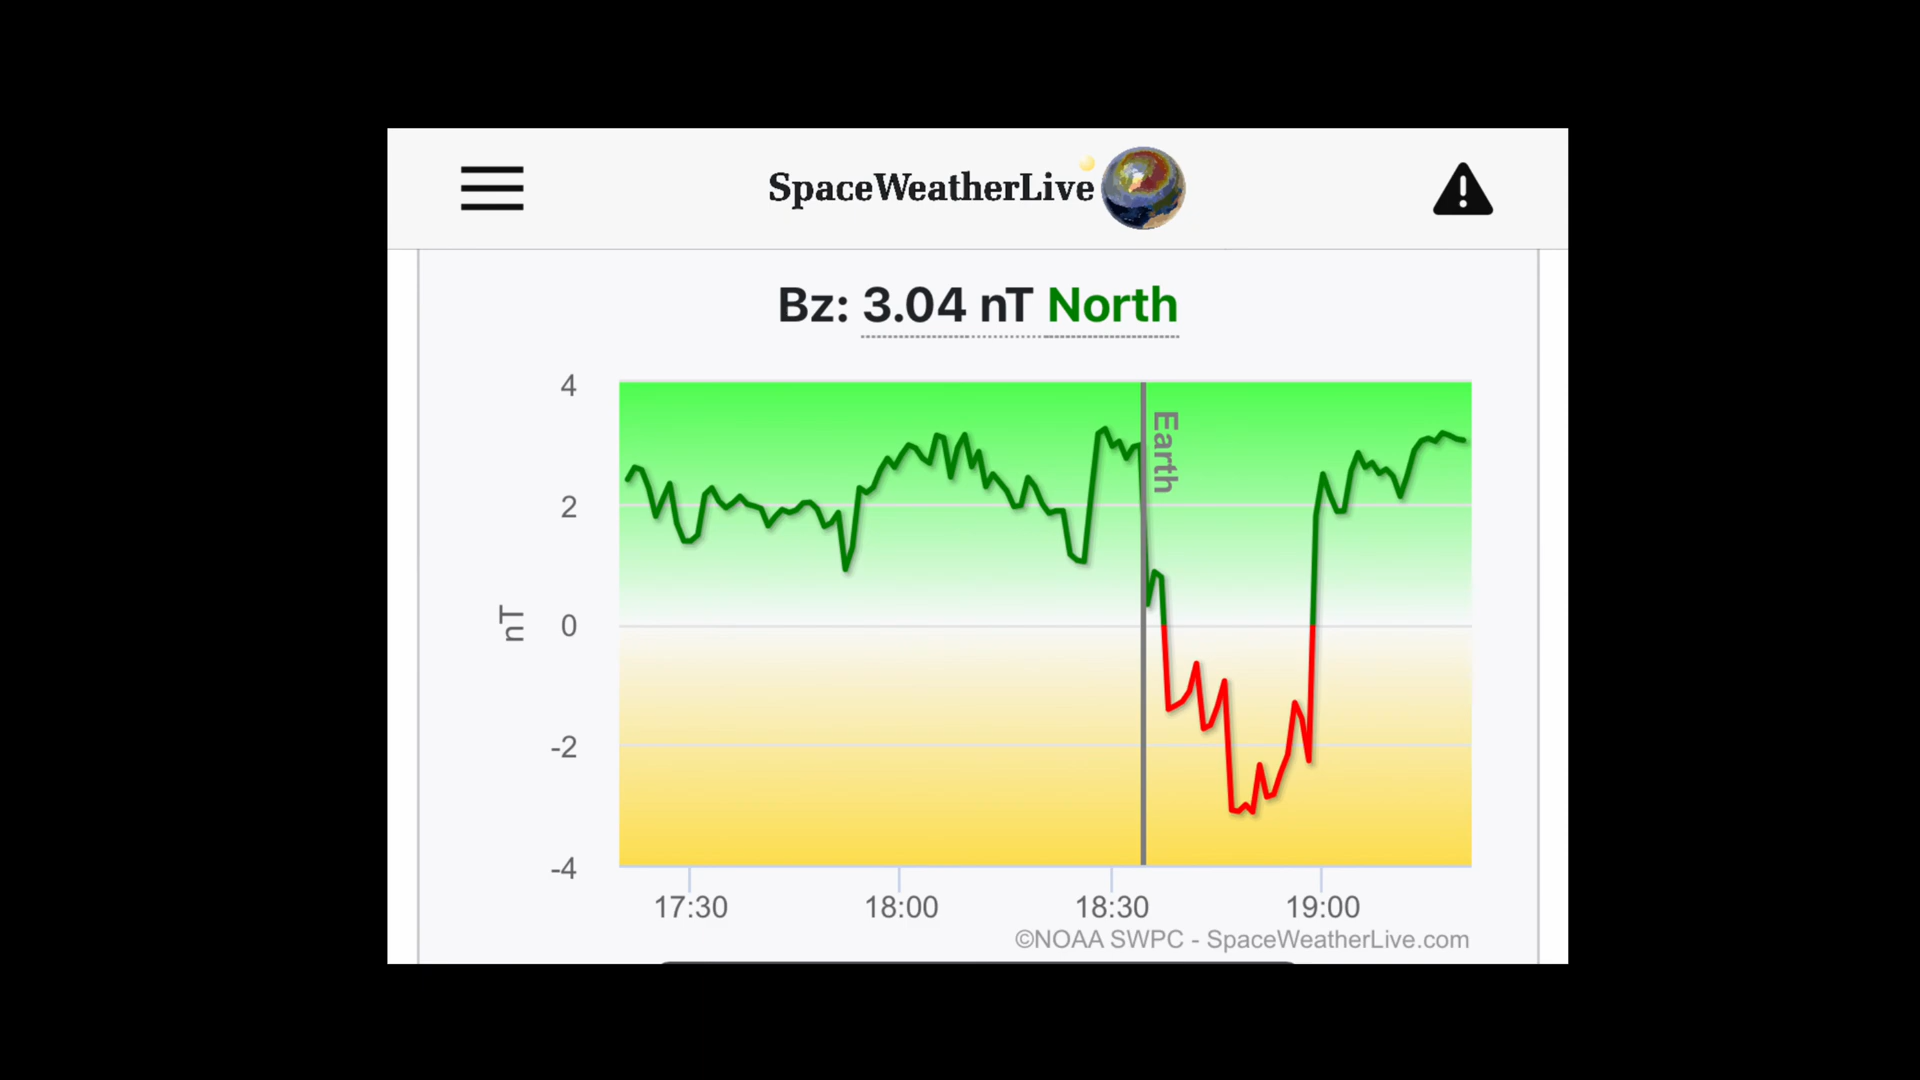 SpaceWeatherLive
Bz: 3.04 nT North
4
2
0
-2
-4
nT
Earth
17:30 18:00 18:30 19:00
©NOAA SWPC - SpaceWeatherLive.com